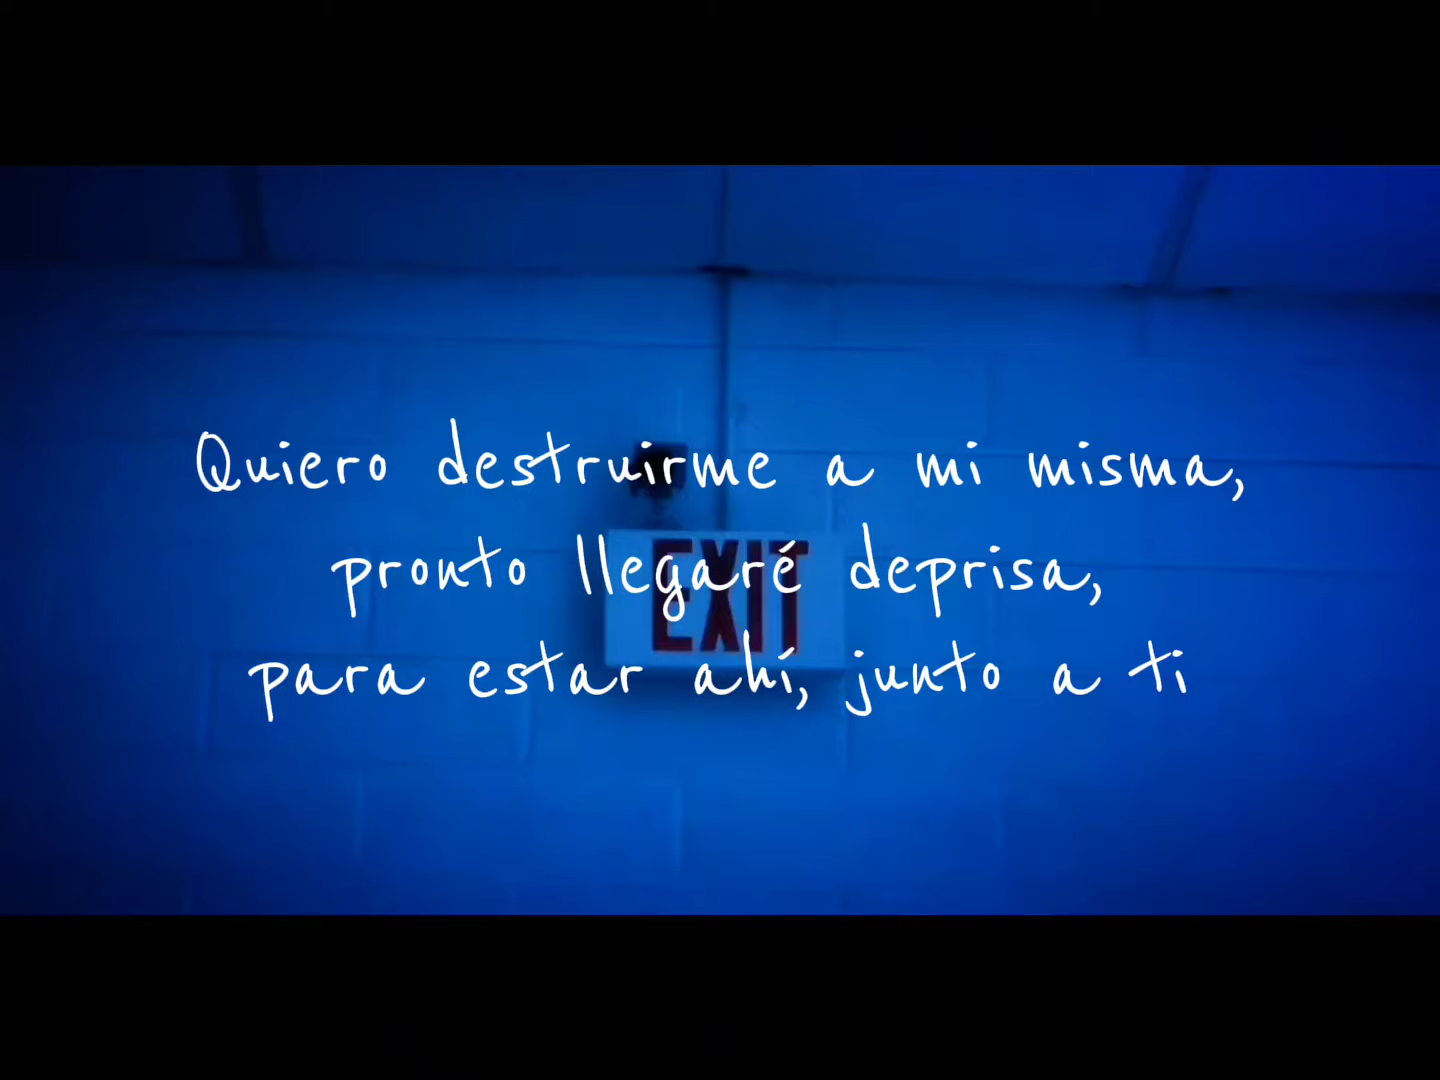 Quiero destruirme a mi misma,
pronto llegaré deprisa,
EXIT
para estar ahí, junto a ti